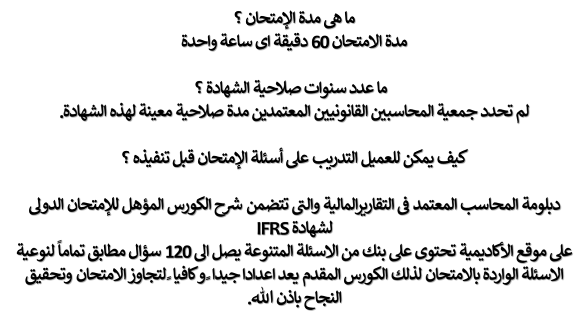 ما هى مدة الإمتحان ؟
مدة الامتحان 60 دقيقة اى ساعة واحدة
ما عدد سنوات صلاحية الشهادة ؟
لم تحدد جمعية المحاسبين القانونيين المعتمدين مدة صلاحية معينة لهذه الشهادة.
كيف يمكن للعميل التدريب على أسئلة الإمتحان قبل تنفيذه ؟
دبلومة المحاسب المعتمد فى التقاريرالمالية والتى تتضمن شرح الكورس المؤهل للإمتحان الدولى
لشهادة IFRS
على موقع الأكاديمية تحتوى على بنك من الاسئلة المتنوعة يصل الى 120 سؤال مطابق تماماً لنوعية
الاسئلة الواردة بالامتحان لذلك الكورس المقدم يعد اعدادا جيداً وكافياً لتجاوز الامتحان وتحقيق
النجاح باذن الله.